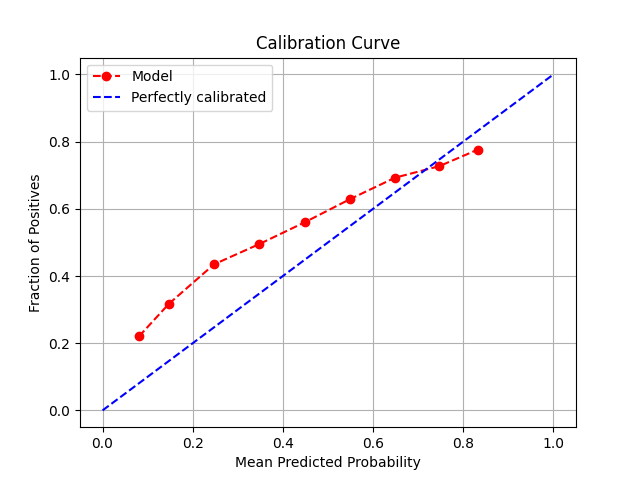 Calibration Curve
Model
Perfectly calibrated
Fraction of Positives
1.0
0.8
0.6
0.4
0.2
0.0
0.0 0.2 0.4 0.6 0.8 1.0
Mean Predicted Probability